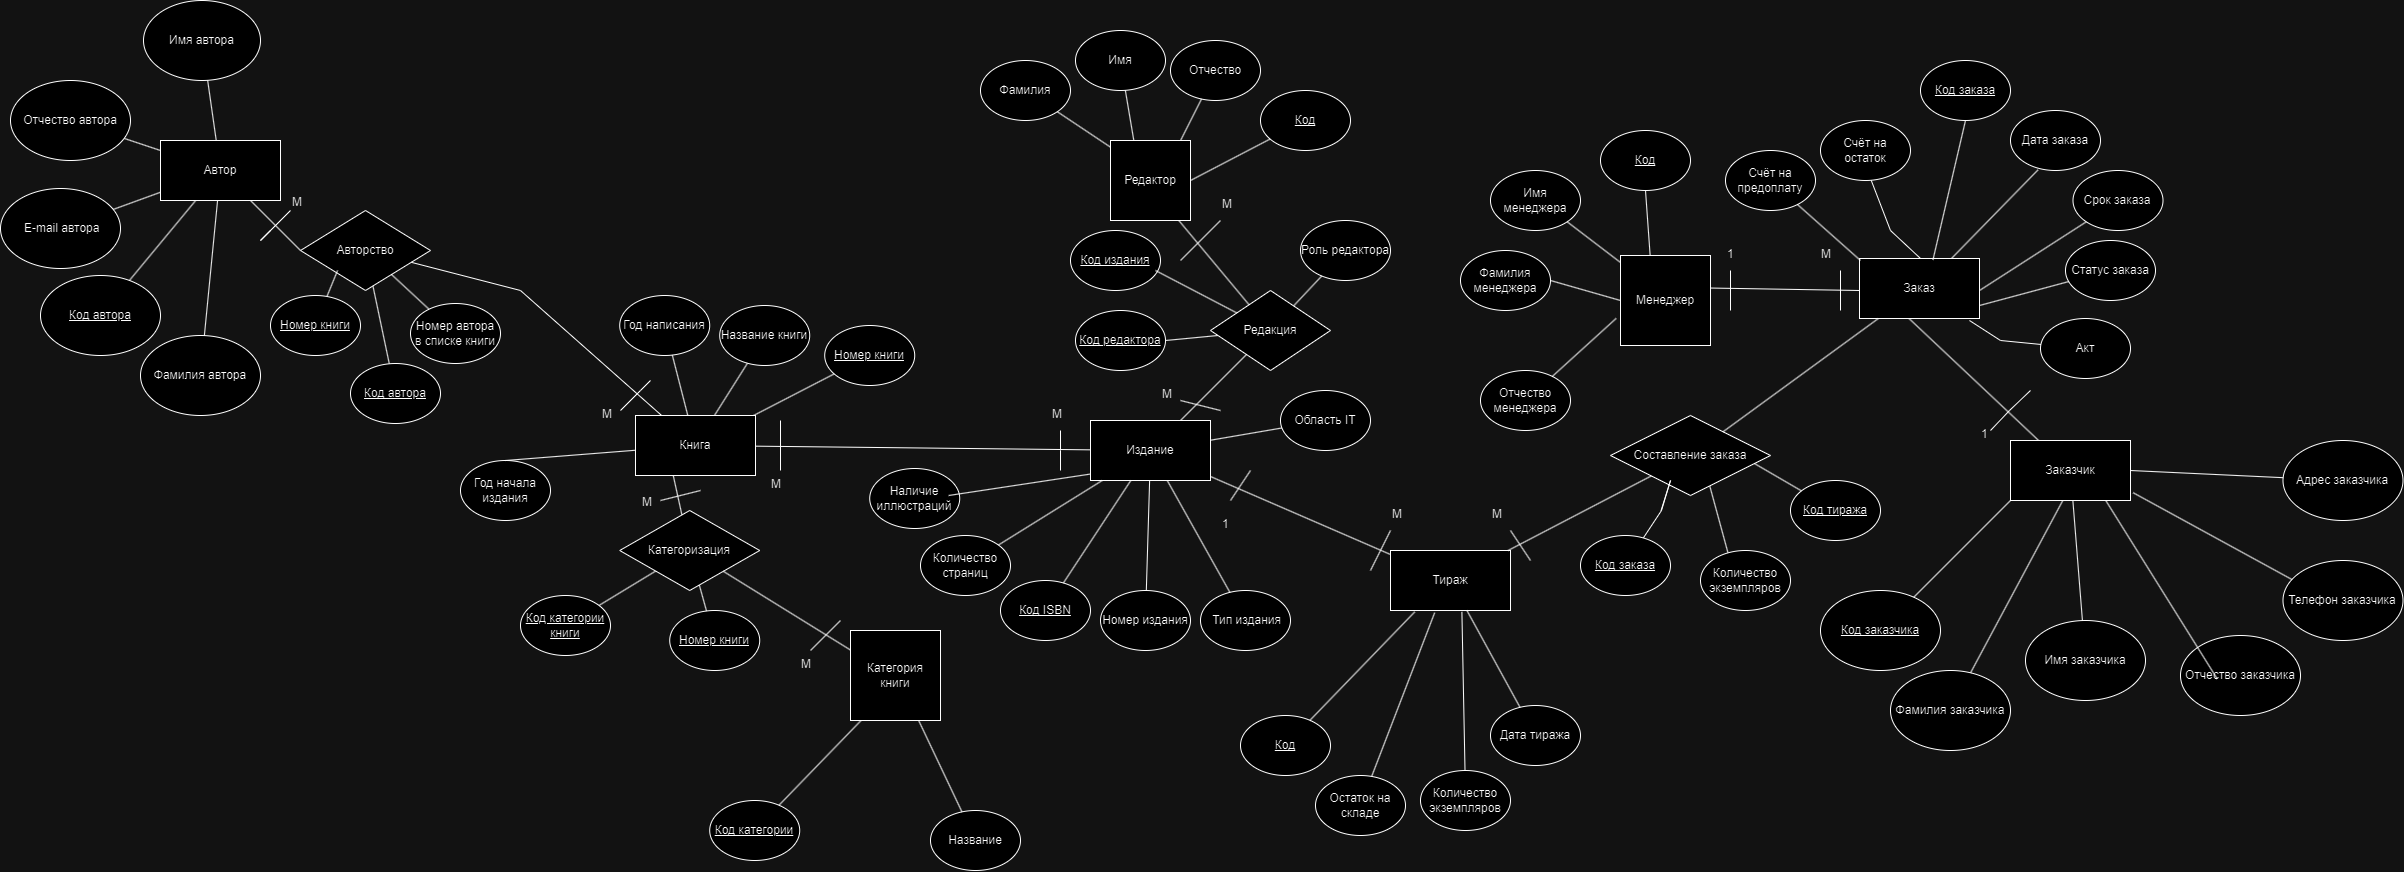 Имя автора
Отчество автора
Автор
E-mail автора
Код автора
Фамилия автора
M
Авторство
Номер книги
Номер автора
в списке книги
Код автора
Год написания
Название книги
Номер книги
M
Книга
M
M
Год начала
издания
M
Категоризация
Код категории
книги
Номер книги
M
Категория
книги
Код категории
Название
Фамилия
Имя
Отчество
Код
Редактор
M
Код издания
Роль редактора
Код редактора
Редакция
M
Издание
Область IT
Наличие
иллюстраций
Количество
страниц
Код ISBN
Номер издания
Тип издания
1
M
M
Тираж
Код
Остаток на
складе
Количество
экземпляров
Дата тиража
Код
Имя
менеджера
Фамилия
менеджера
Отчество
менеджера
Менеджер
1
M
Счёт на
предоплату
Счёт на
остаток
Код заказа
Дата заказа
Срок заказа
Статус заказа
Акт
Заказ
Составление заказа
Код заказа
Количество
экземпляров
Код тиража
1
Заказчик
Адрес заказчика
Телефон заказчика
Код заказчика
Фамилия заказчика
Имя заказчика
Отчество заказчика